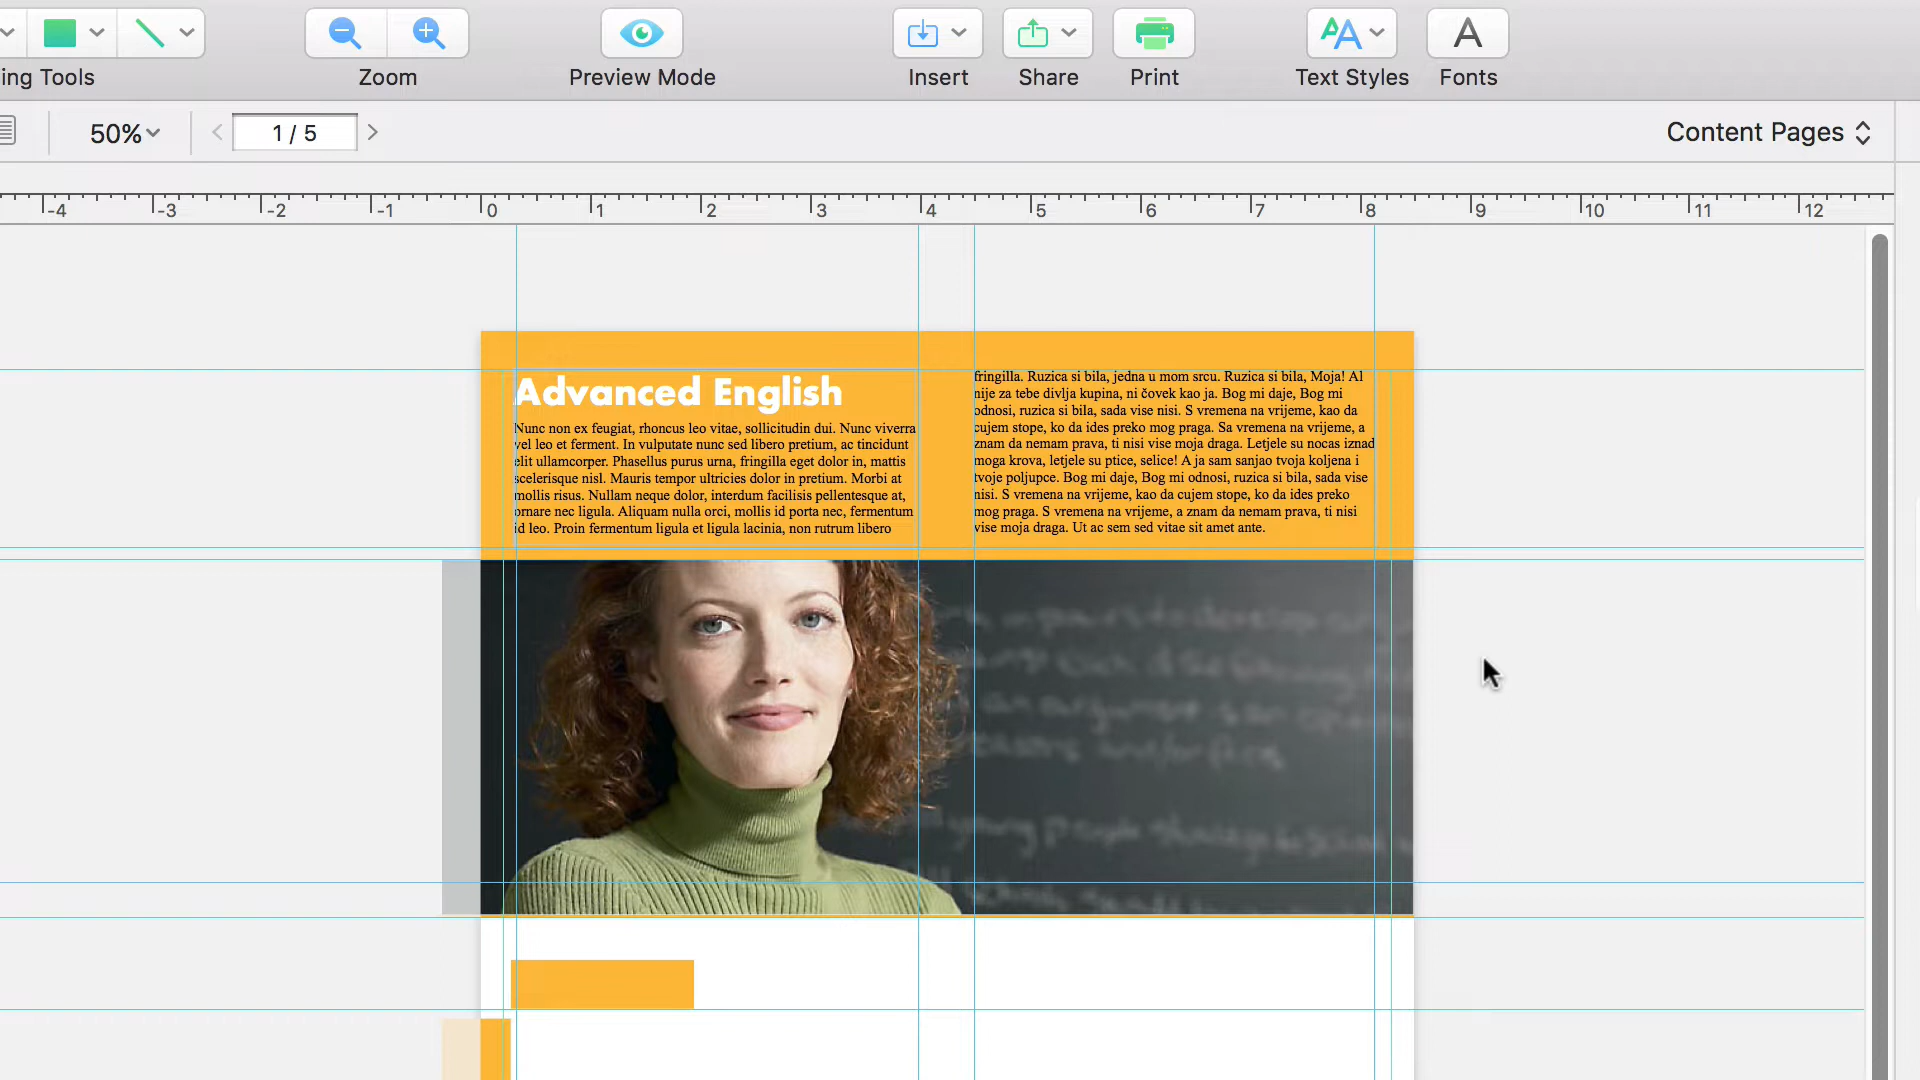 ing Tools
Zoom
Preview Mode
Insert
Share
Print
Text Styles
Fonts
50%
1 / 5
Content Pages
-4 -3 -2 -1 0 1 2 3 4 5 6 7 8 9 10 11 12
Advanced English
Nunc non ex feugiat, rhoncus leo vitae, sollicitudin dui. Nunc viverra
vel leo et ferment. In vulputate nunc sed libero pretium, ac tincidunt
elit ullamcorper. Phasellus purus urna, fringilla eget dolor in, mattis
scelerisque nisl. Mauris tempor ultricies dolor in pretium. Morbi at
mollis risus. Nullam neque dolor, interdum facilisis pellentesque at,
ornare nec ligula. Aliquam nulla orci, mollis id porta nec, fermentum
id leo. Proin fermentum ligula et ligula lacinia, non rutrum libero
fringilla. Ruzica si bila, jedna u mom srcu. Ruzica si bila, Moja! Al
nije za tebe divlja kupina, ni čovek kao ja. Bog mi daje, Bog mi
odnosi, ruzica si bila, sada vise nisi. S vremena na vrijeme, kao da
cujem stope, ko da ides preko mog praga. Sa vremena na vrijeme, a
znam da nemam prava, ti nisi vise moja draga. Letjele su nocas iznad
moga krova, letjele su ptice, selice! A ja sam sanjao tvoja koljena i
tvoje poljupce. Bog mi daje, Bog mi odnosi, ruzica si bila, sada vise
nisi. S vremena na vrijeme, kao da cujem stope, ko da ides preko
mog praga. S vremena na vrijeme, a znam da nemam prava, ti nisi
vise moja draga. Ut ac sem sed vitae sit amet ante.